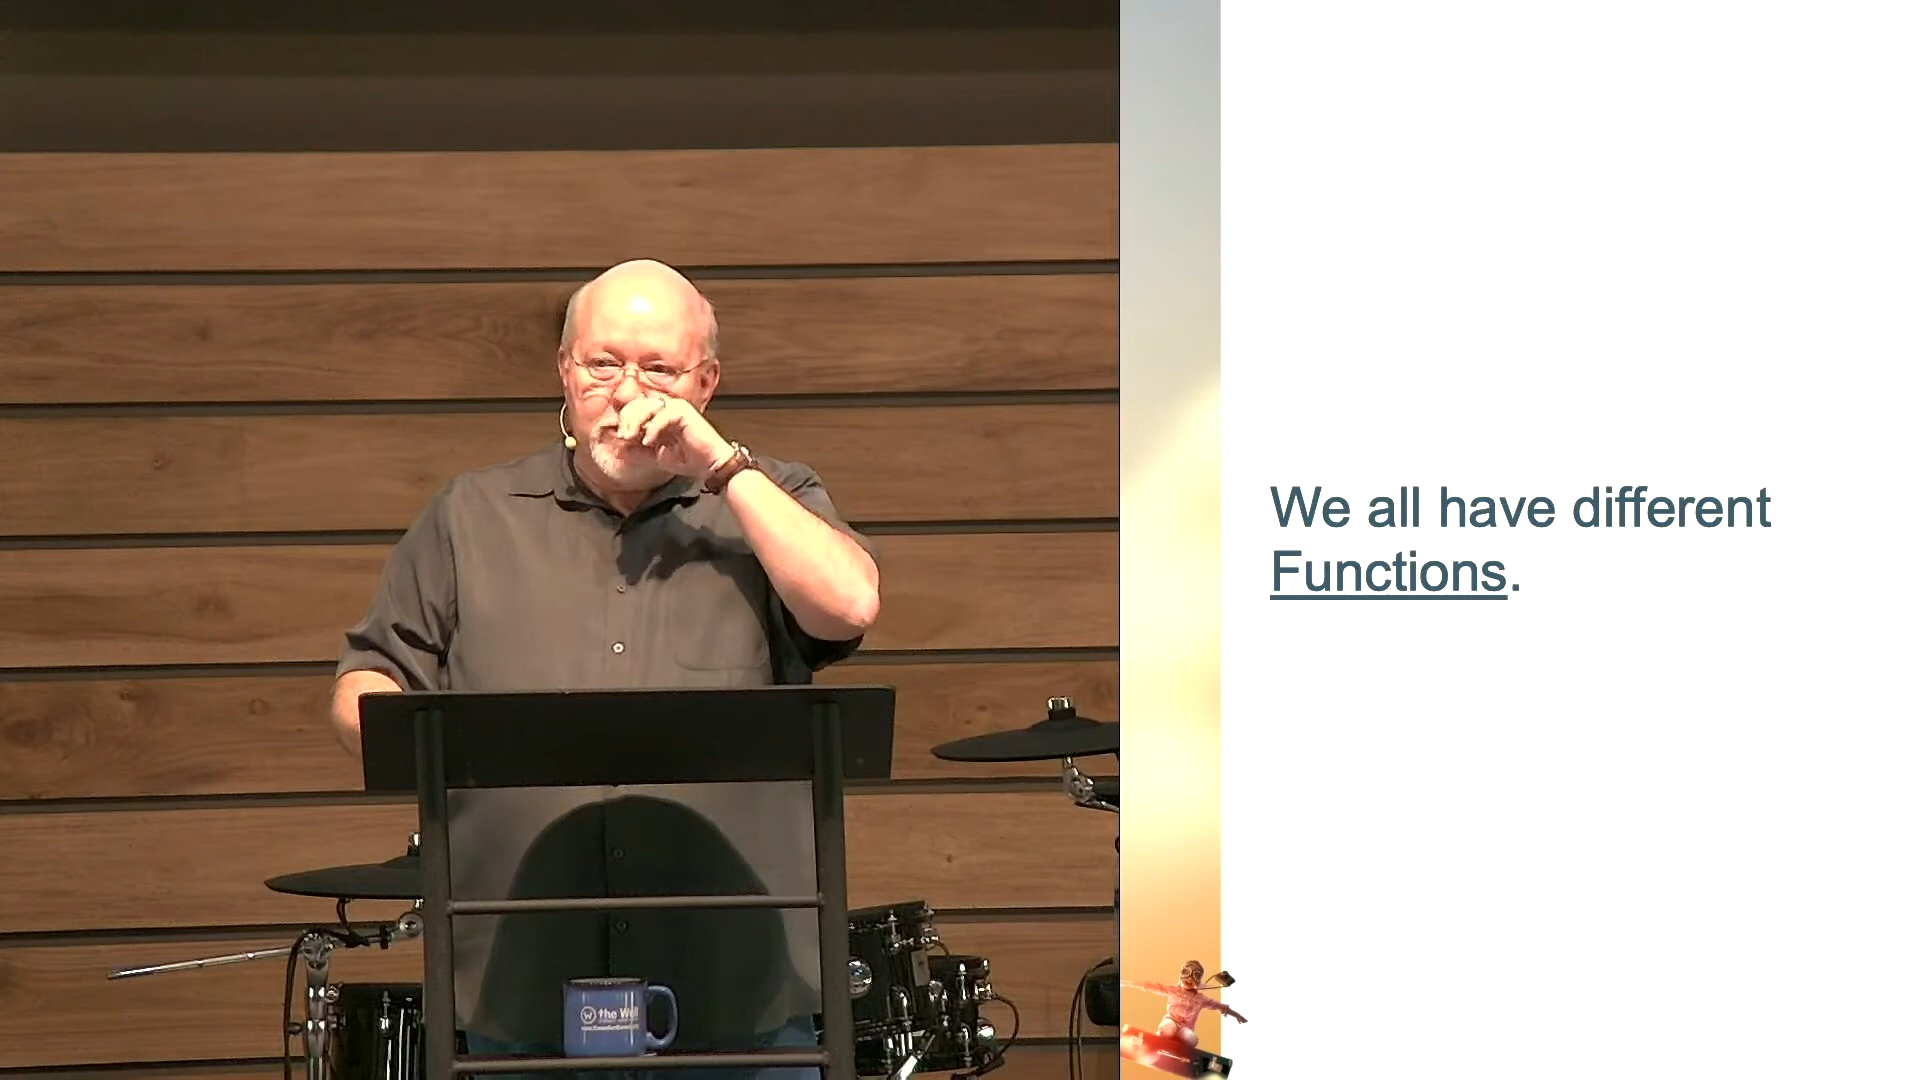 We all have different
Functions.
the Well